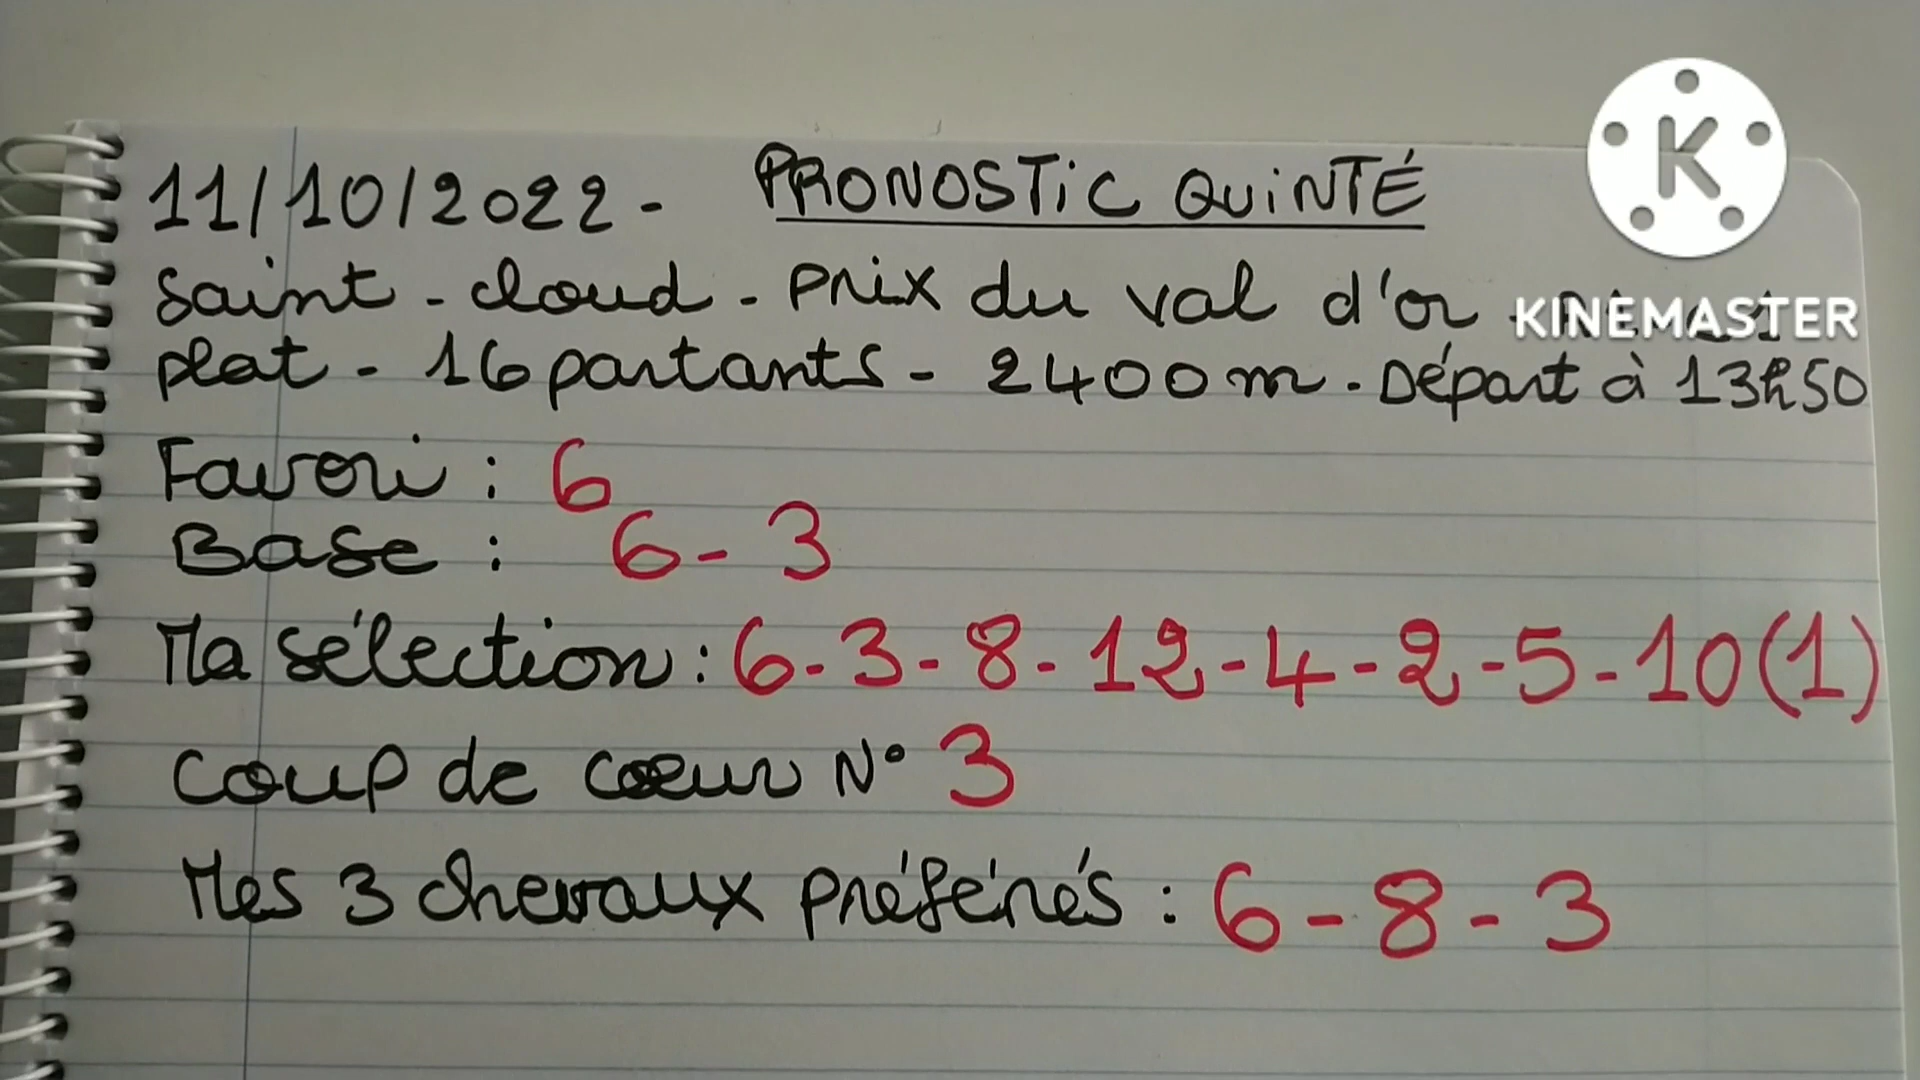 11/10/2022 - PRONOSTIC QUINTÉ
Saint-Cloud - prix du val d'or
KINEMASTER
plat - 16 partants - 2400m - Départ à 13h50
Favori : 6
Base : 6 - 3
Ma sélection : 6 - 3 - 8 - 12 - 4 - 2 - 5 - 10 (1)
Coup de cœur N° 3
Mes 3 chevaux préférés : 6 - 8 - 3